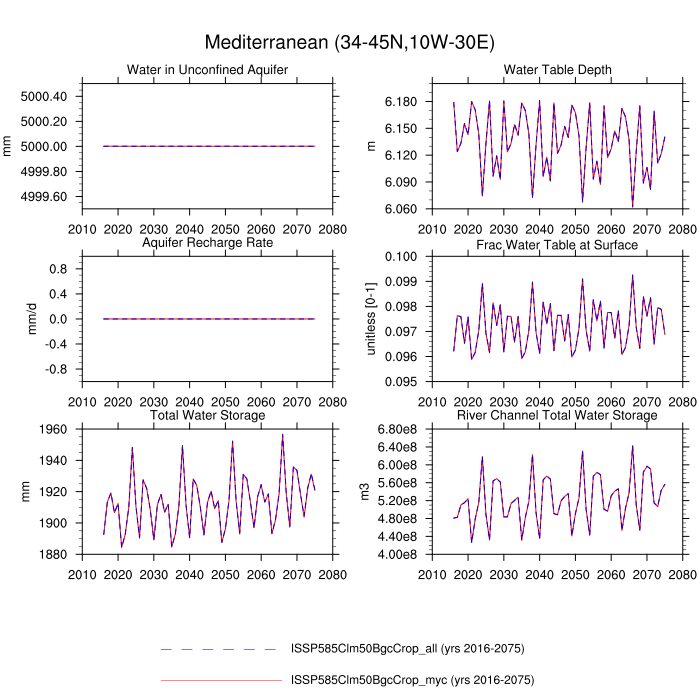 Mediterranean (34-45N,10W-30E)
Water in Unconfined Aquifer
5000.40
5000.20
5000.00
4999.80
4999.60
mm
2010 2020 2030 2040 2050 2060 2070 2080
Water Table Depth
6.180
6.150
6.120
6.090
6.060
m
2010 2020 2030 2040 2050 2060 2070 2080
Aquifer Recharge Rate
0.8
0.4
0.0
-0.4
-0.8
mm/d
2010 2020 2030 2040 2050 2060 2070 2080
Frac Water Table at Surface
0.100
0.099
0.098
0.097
0.096
0.095
unitless [0-1]
2010 2020 2030 2040 2050 2060 2070 2080
Total Water Storage
1960
1940
1920
1900
1880
mm
2010 2020 2030 2040 2050 2060 2070 2080
River Channel Total Water Storage
6.80e8
6.40e8
6.00e8
5.60e8
5.20e8
4.80e8
4.40e8
4.00e8
m3
2010 2020 2030 2040 2050 2060 2070 2080
ISSP585Clm50BgcCrop_all (yrs 2016-2075)
ISSP585Clm50BgcCrop_myc (yrs 2016-2075)